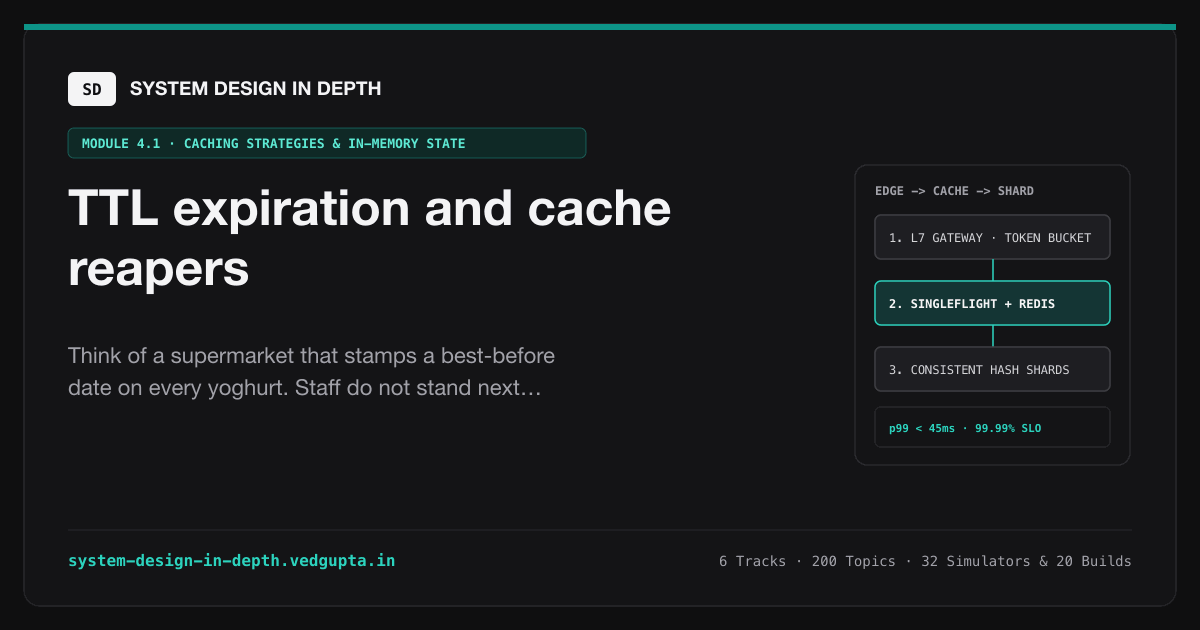 SD
SYSTEM DESIGN IN DEPTH
MODULE 4.1 · CACHING STRATEGIES & IN-MEMORY STATE
TTL expiration and cache
reapers
Think of a supermarket that stamps a best-before
date on every yoghurt. Staff do not stand next…
EDGE -> CACHE -> SHARD
1. L7 GATEWAY · TOKEN BUCKET
2. SINGLEFLIGHT + REDIS
3. CONSISTENT HASH SHARDS
p99 < 45ms · 99.99% SLO
system-design-in-depth.vedgupta.in
6 Tracks · 200 Topics · 32 Simulators & 20 Builds